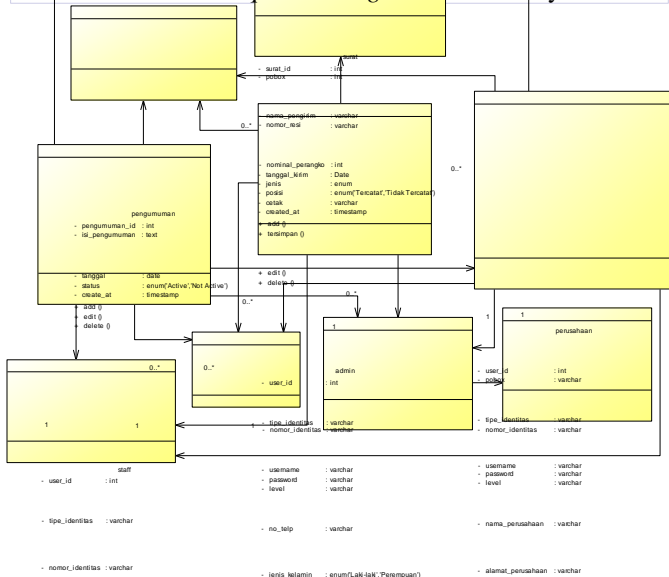 surat
- surat_id : int
- pobox : int
- nama_pengirim : varchar
- nomor_resi : varchar
0..*
- nominal_perangko : int
- tanggal_kirim : Date
- jenis : enum
- posisi : enum('Tercatat','Tidak Tercatat')
- cetak : varchar
- created_at : timestamp
+ add ()
+ tersimpan ()
+ edit ()
+ delete ()
0..*
pengumuman
- pengumuman_id : int
- isi_pengumuman : text
- tanggal : date
- status : enum('Active','Not Active')
- create_at : timestamp
+ add ()
+ edit ()
+ delete ()
0..*
0..*
1
1
1
0..*
0..*
1
1
1
admin
- user_id : int
- tipe_identitas : varchar
- nomor_identitas : varchar
- username : varchar
- password : varchar
- level : varchar
- no_telp : varchar
- jenis_kelamin : enum('Laki-laki','Perempuan')
perusahaan
- user_id : int
- pobox : varchar
- tipe_identitas : varchar
- nomor_identitas : varchar
- username : varchar
- password : varchar
- level : varchar
- nama_perusahaan : varchar
- alamat_perusahaan : varchar
staff
- user_id : int
- tipe_identitas : varchar
- nomor_identitas : varchar